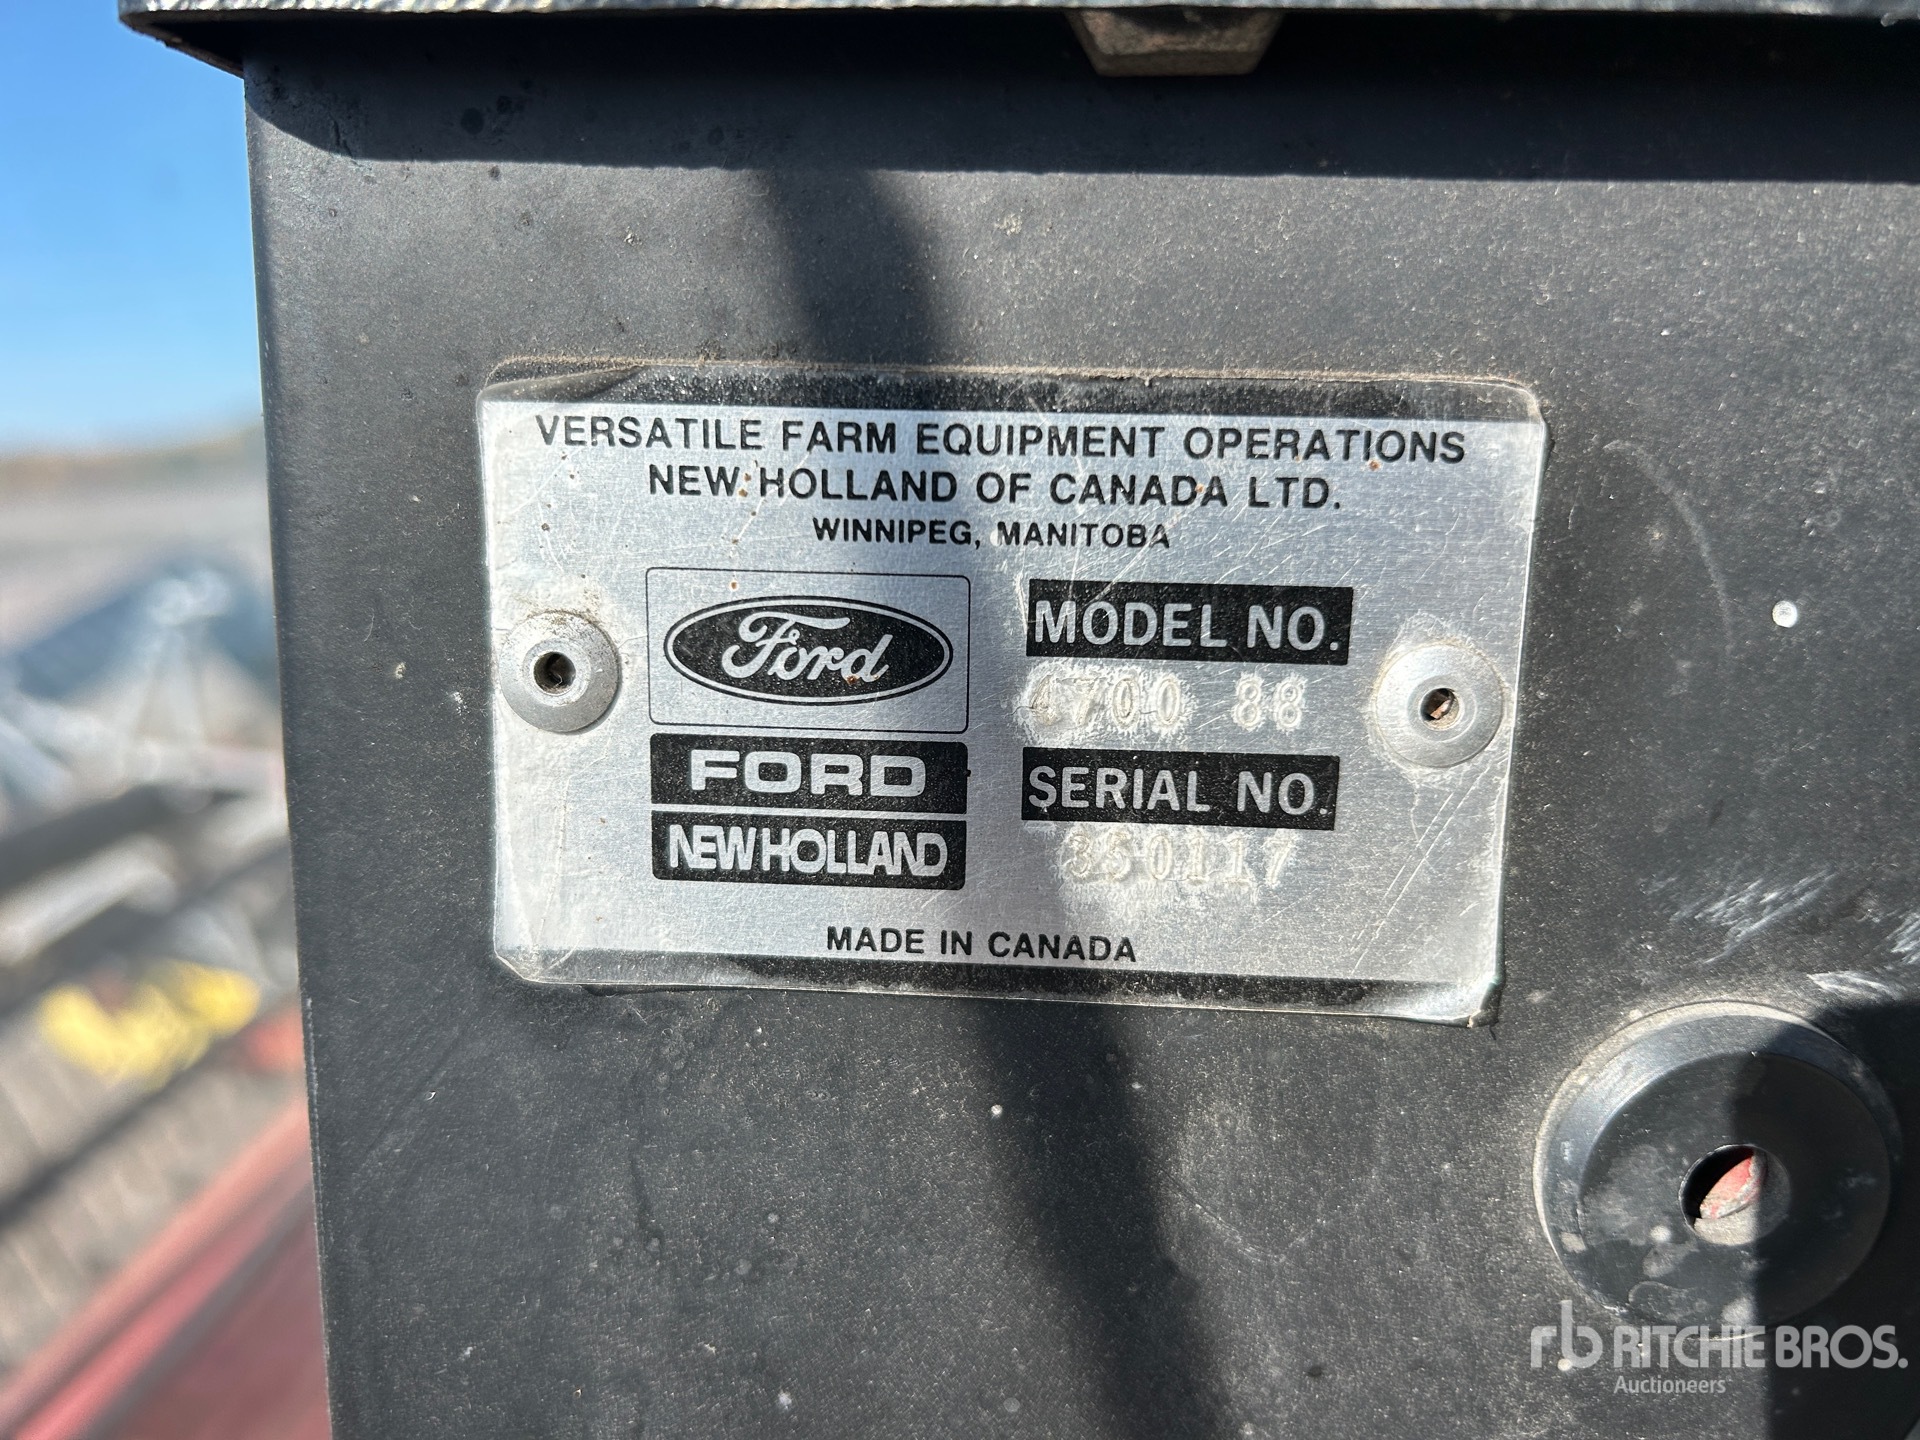 VERSATILE FARM EQUIPMENT OPERATIONS
NEW HOLLAND OF CANADA LTD.
WINNIPEG, MANITOBA
Ford
FORD
NEW HOLLAND
MODEL NO.
4700 88
SERIAL NO.
350117
MADE IN CANADA
rb RITCHIE BROS.
Auctioneers